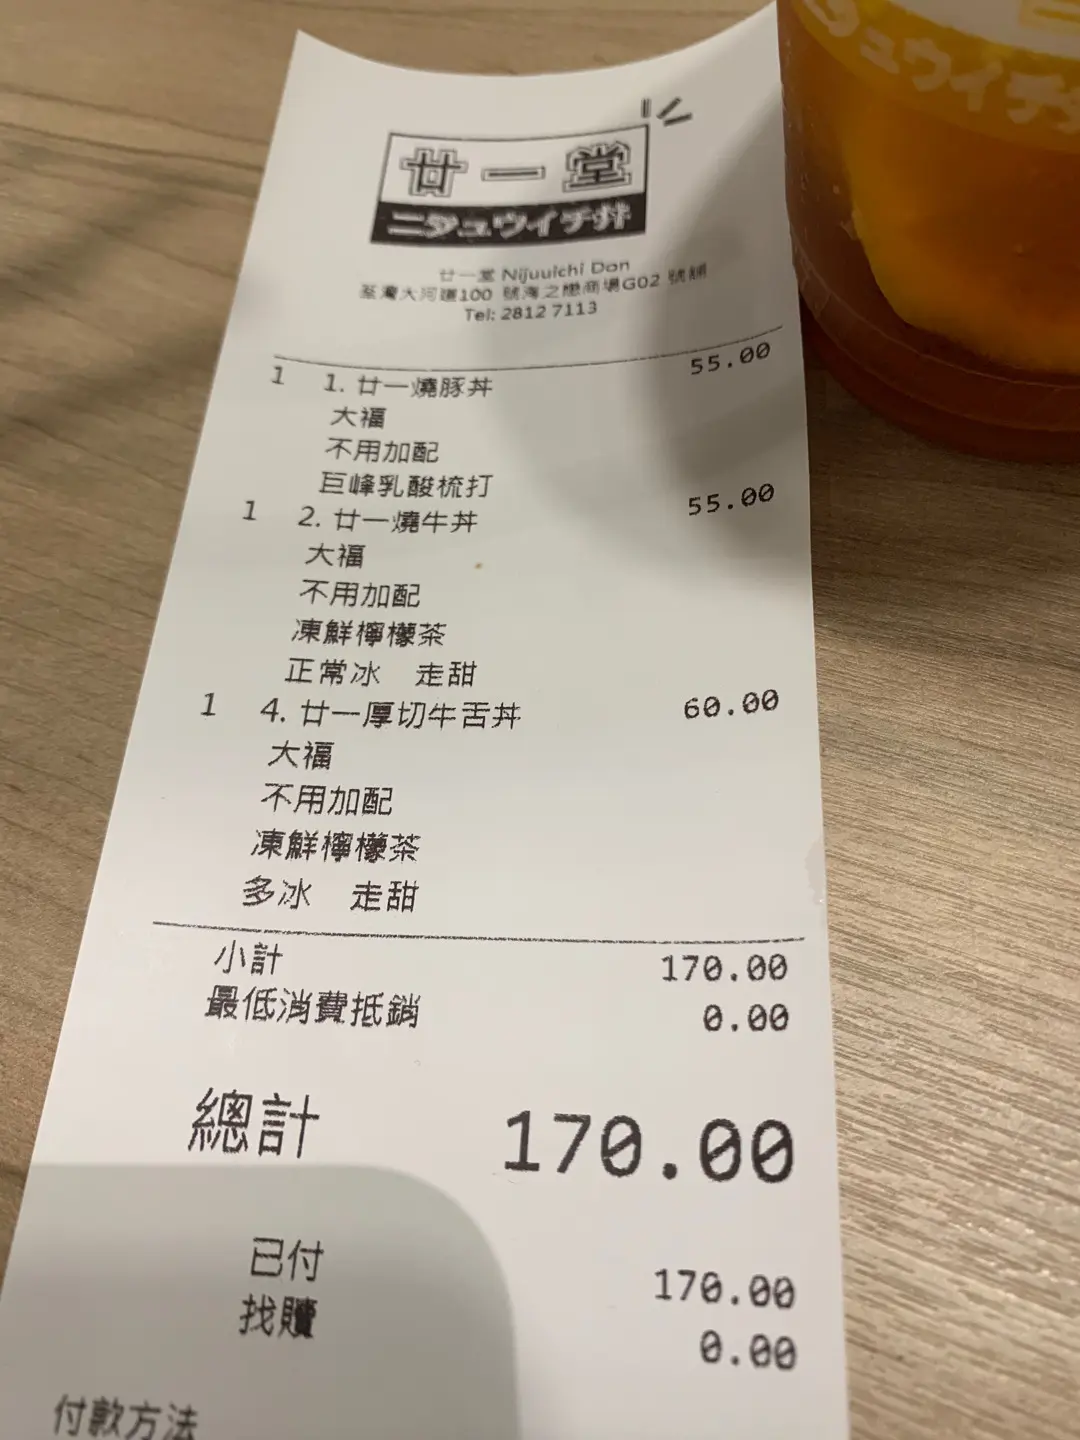 廿一堂
ニジュウイチ丼
廿一堂 Nijuuichi Don
荃灣大河道100 號海之戀商場G02 號舖
Tel: 2812 7113
1 1. 廿一燒豚丼 55.00
大福
不用加配
巨峰乳酸梳打
1 2. 廿一燒牛丼 55.00
大福
不用加配
凍鮮檸檬茶
正常冰 走甜
1 4. 廿一厚切牛舌丼 60.00
大福
不用加配
凍鮮檸檬茶
多冰 走甜
小計 170.00
最低消費抵銷 0.00
總計 170.00
已付 170.00
找贖 0.00
付款方法
ュウイチ